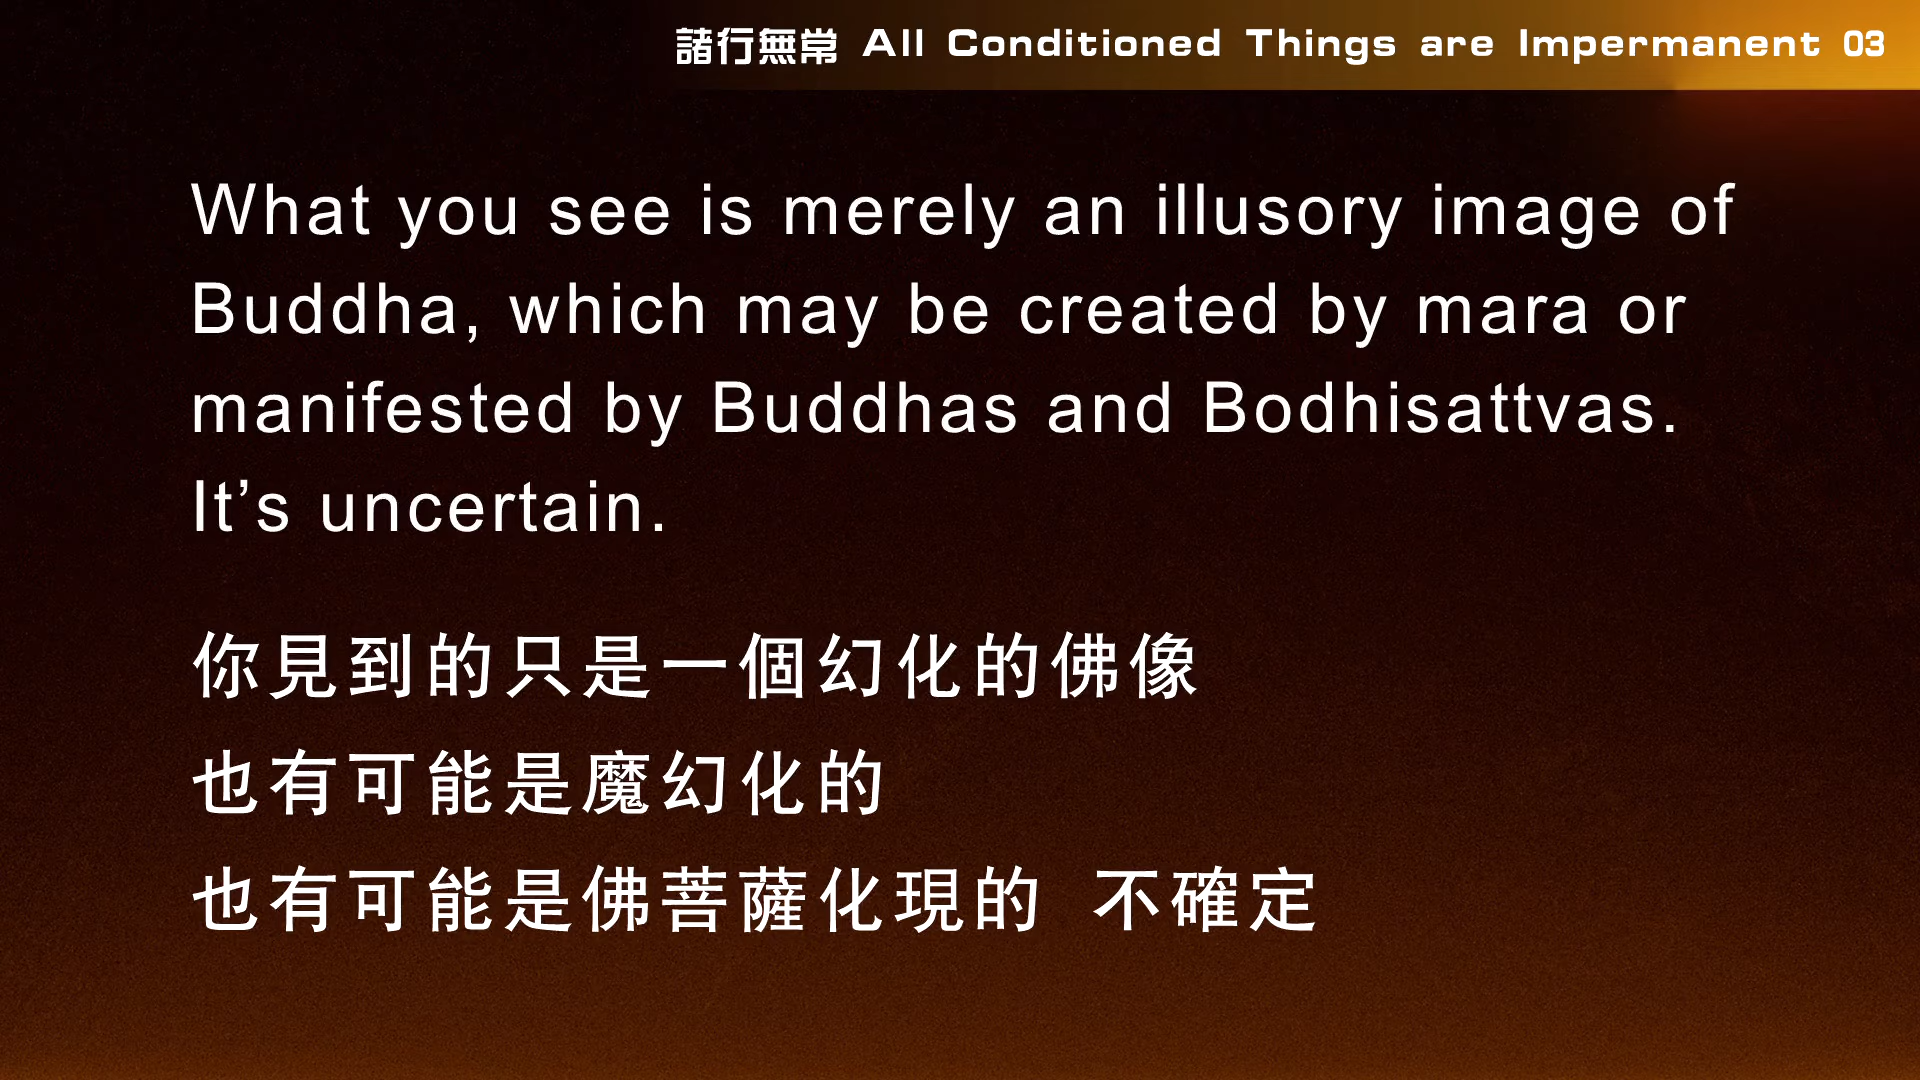 諸行無常 All Conditioned Things are Impermanent 03
What you see is merely an illusory image of
Buddha, which may be created by mara or
manifested by Buddhas and Bodhisattvas.
It’s uncertain.
你見到的只是一個幻化的佛像
也有可能是魔幻化的
也有可能是佛菩薩化現的 不確定